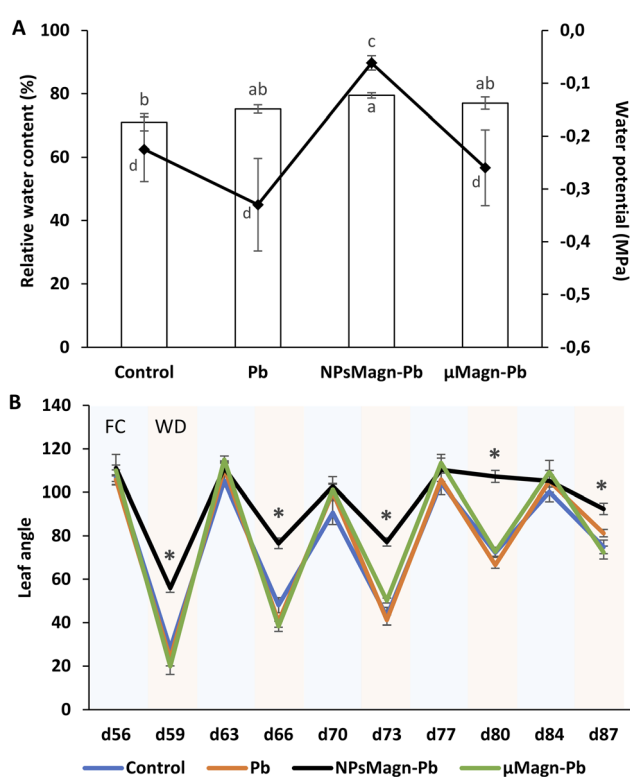 A
100
80
60
40
20
0
Relative water content (%)
0,0
-0,1
-0,2
-0,3
-0,4
-0,5
-0,6
Water potential (MPa)
b
ab
c
ab
a
d
d
d
Control Pb NPsMagn-Pb µMagn-Pb
B
140
120
100
80
60
40
20
0
Leaf angle
FC WD
* * * * *
d56 d59 d63 d66 d70 d73 d77 d80 d84 d87
Control Pb NPsMagn-Pb µMagn-Pb